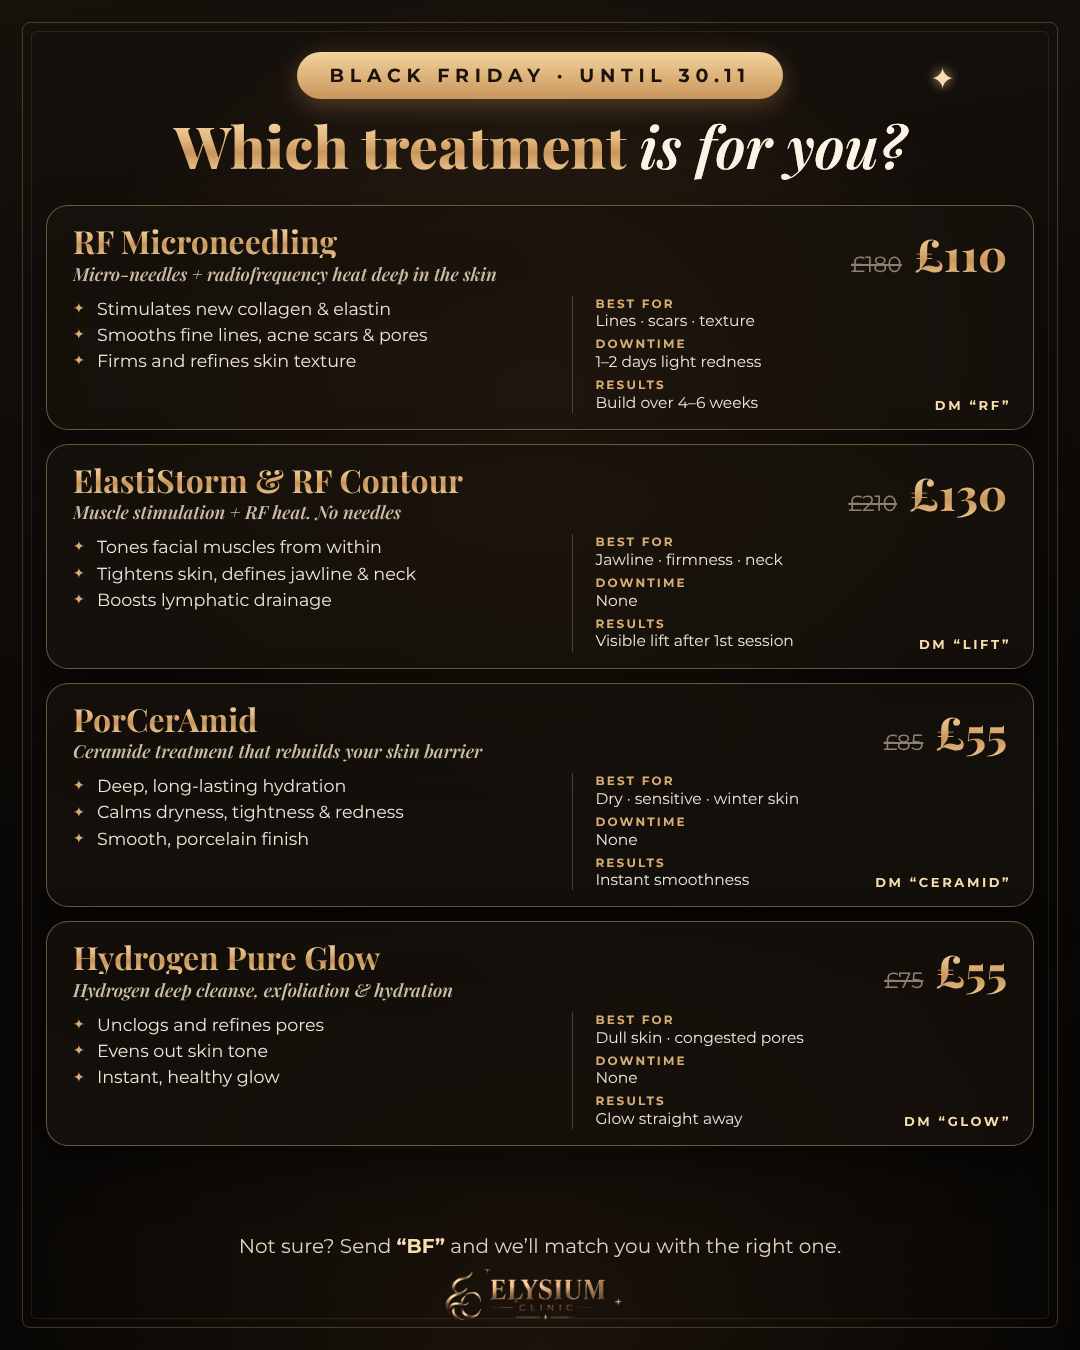 BLACK FRIDAY · UNTIL 30.11
Which treatment is for you?
RF Microneedling
Micro-needles + radiofrequency heat deep in the skin
£180 £110
Stimulates new collagen & elastin
Smooths fine lines, acne scars & pores
Firms and refines skin texture
BEST FOR
Lines · scars · texture
DOWNTIME
1–2 days light redness
RESULTS
Build over 4–6 weeks
DM “RF”
ElastiStorm & RF Contour
Muscle stimulation + RF heat. No needles
£210 £130
Tones facial muscles from within
Tightens skin, defines jawline & neck
Boosts lymphatic drainage
BEST FOR
Jawline · firmness · neck
DOWNTIME
None
RESULTS
Visible lift after 1st session
DM “LIFT”
PorCerAmid
Ceramide treatment that rebuilds your skin barrier
£85 £55
Deep, long-lasting hydration
Calms dryness, tightness & redness
Smooth, porcelain finish
BEST FOR
Dry · sensitive · winter skin
DOWNTIME
None
RESULTS
Instant smoothness
DM “CERAMID”
Hydrogen Pure Glow
Hydrogen deep cleanse, exfoliation & hydration
£75 £55
Unclogs and refines pores
Evens out skin tone
Instant, healthy glow
BEST FOR
Dull skin · congested pores
DOWNTIME
None
RESULTS
Glow straight away
DM “GLOW”
Not sure? Send “BF” and we’ll match you with the right one.
ELYSIUM
CLINIC